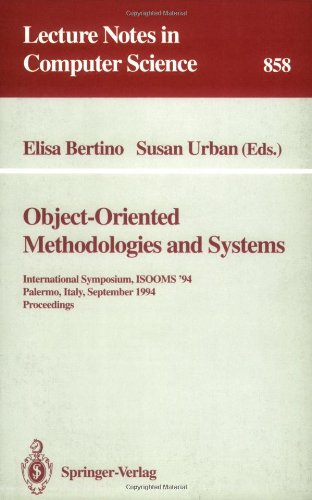 Lecture Notes in
Computer Science 858
Elisa Bertino Susan Urban (Eds.)
Object-Oriented
Methodologies and Systems
International Symposium, ISOOMS '94
Palermo, Italy, September 1994
Proceedings
Springer-Verlag